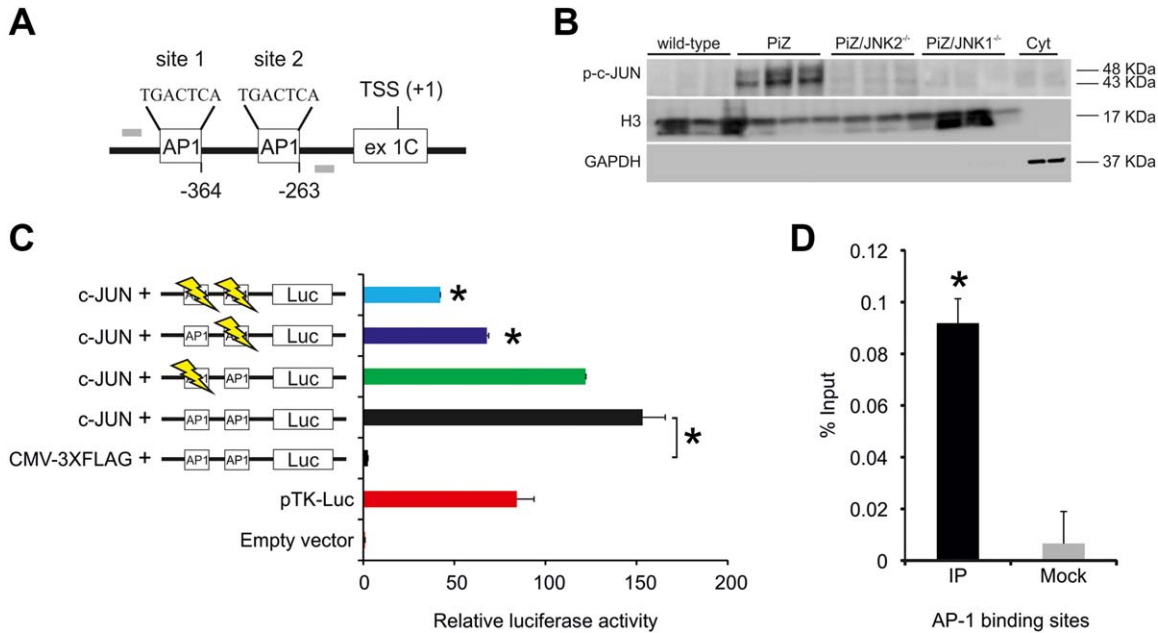 A
site 1 site 2
TGACTCA TGACTCA
TSS (+1)
AP1 AP1 ex 1C
-364 -263
B
wild-type PiZ PiZ/JNK2-/- PiZ/JNK1-/- Cyt
p-c-JUN 48 KDa
43 KDa
H3 17 KDa
GAPDH 37 KDa
C
c-JUN + Luc *
c-JUN + AP1 Luc *
c-JUN + AP1 Luc
c-JUN + AP1 AP1 Luc
*
CMV-3XFLAG + AP1 AP1 Luc
pTK-Luc
Empty vector
0 50 100 150 200
Relative luciferase activity
D
0.12
0.1
0.08
0.06
0.04
0.02
0
% Input
*
IP Mock
AP-1 binding sites